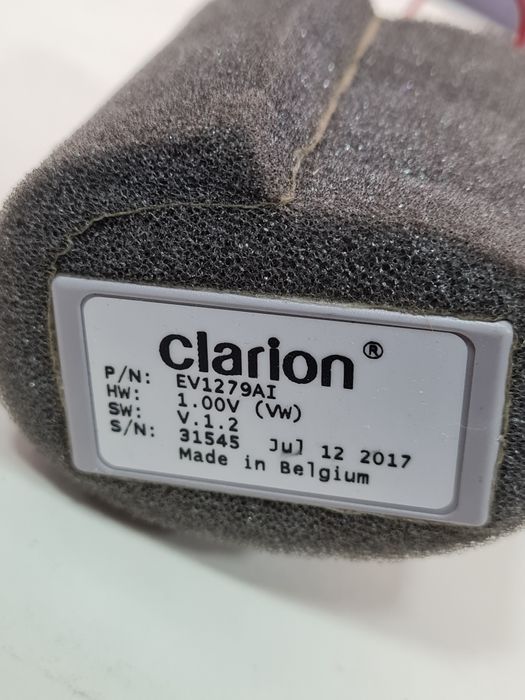 clarion®
P/N: EV1279AI
HW: 1.00V (VW)
SW: V.1.2
S/N: 31545 Jul 12 2017
Made in Belgium